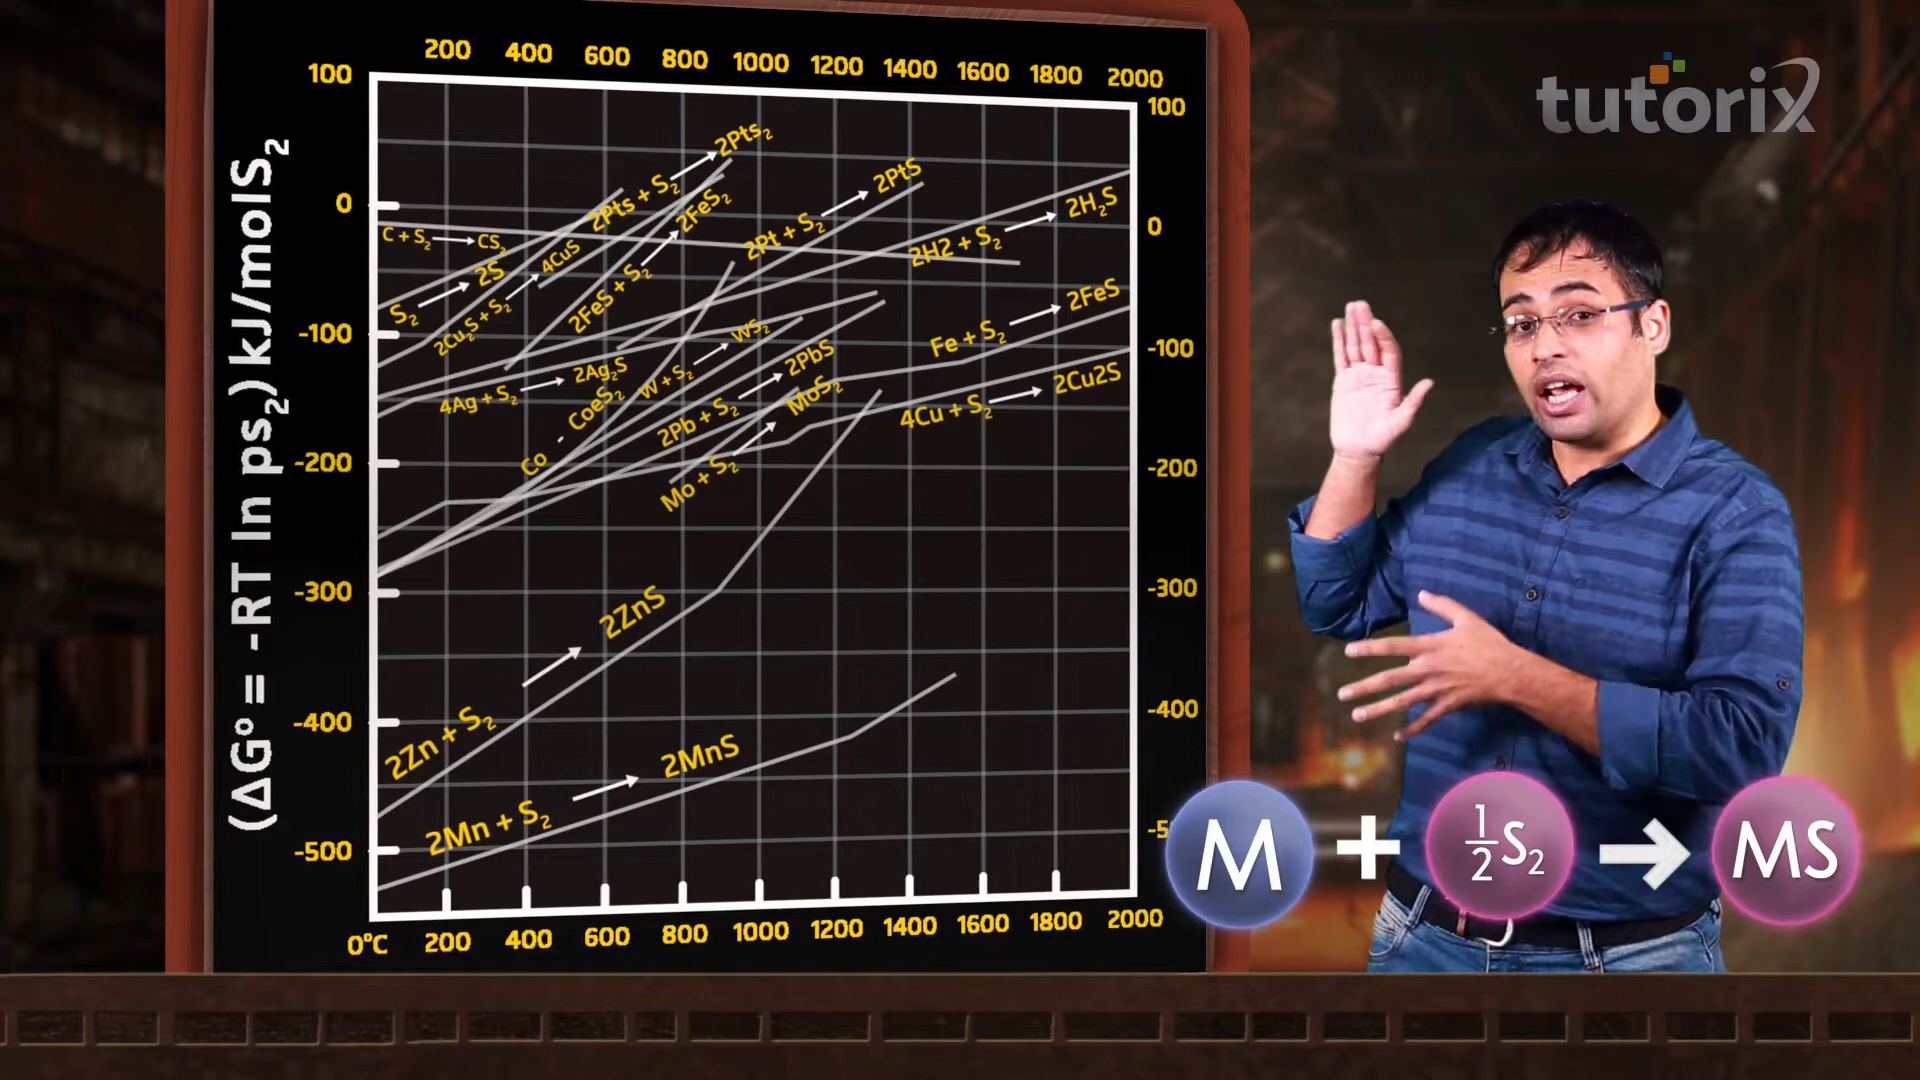 tutorix
200 400 600 800 1000 1200 1400 1600 1800 2000
100
0
-100
-200
-300
-400
-500
(ΔG° = -RT ln ps₂) kJ/molS₂
100
0
-100
-200
-300
-400
-5
0°C 200 400 600 800 1000 1200 1400 1600 1800 2000
2Pts + S₂ → 2Pts₂
C + S₂ → CS₂
S₂ → 2S
2Cu₂S + S₂ → 4CuS
2FeS + S₂ → 2FeS₂
2Pt + S₂ → 2PtS
2H2 + S₂ → 2H₂S
4Ag + S₂ → 2Ag₂S
Co - CoeS₂
W + S₂ → WS₂
2Pb + S₂ → 2PbS
Mo + S₂ → MoS₂
Fe + S₂ → 2FeS
4Cu + S₂ → 2Cu2S
2Zn + S₂ → 2ZnS
2Mn + S₂ → 2MnS
M + ½S₂ → MS